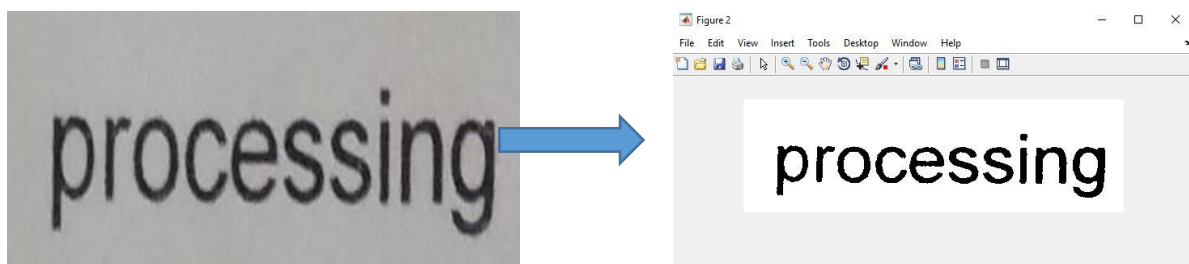 processing
Figure 2
File Edit View Insert Tools Desktop Window Help
processing